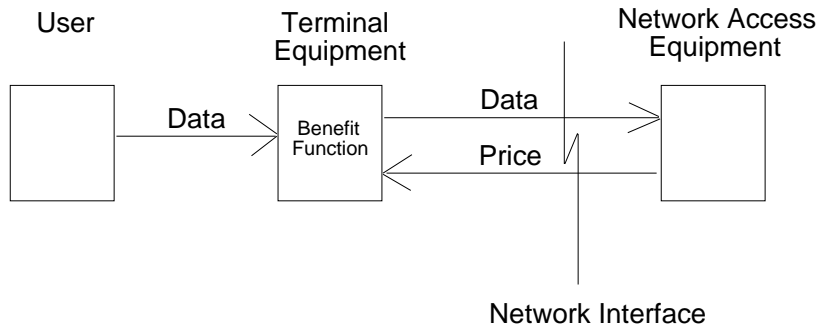 User
Terminal
Equipment
Network Access
Equipment
Data
Benefit
Function
Data
Price
Network Interface